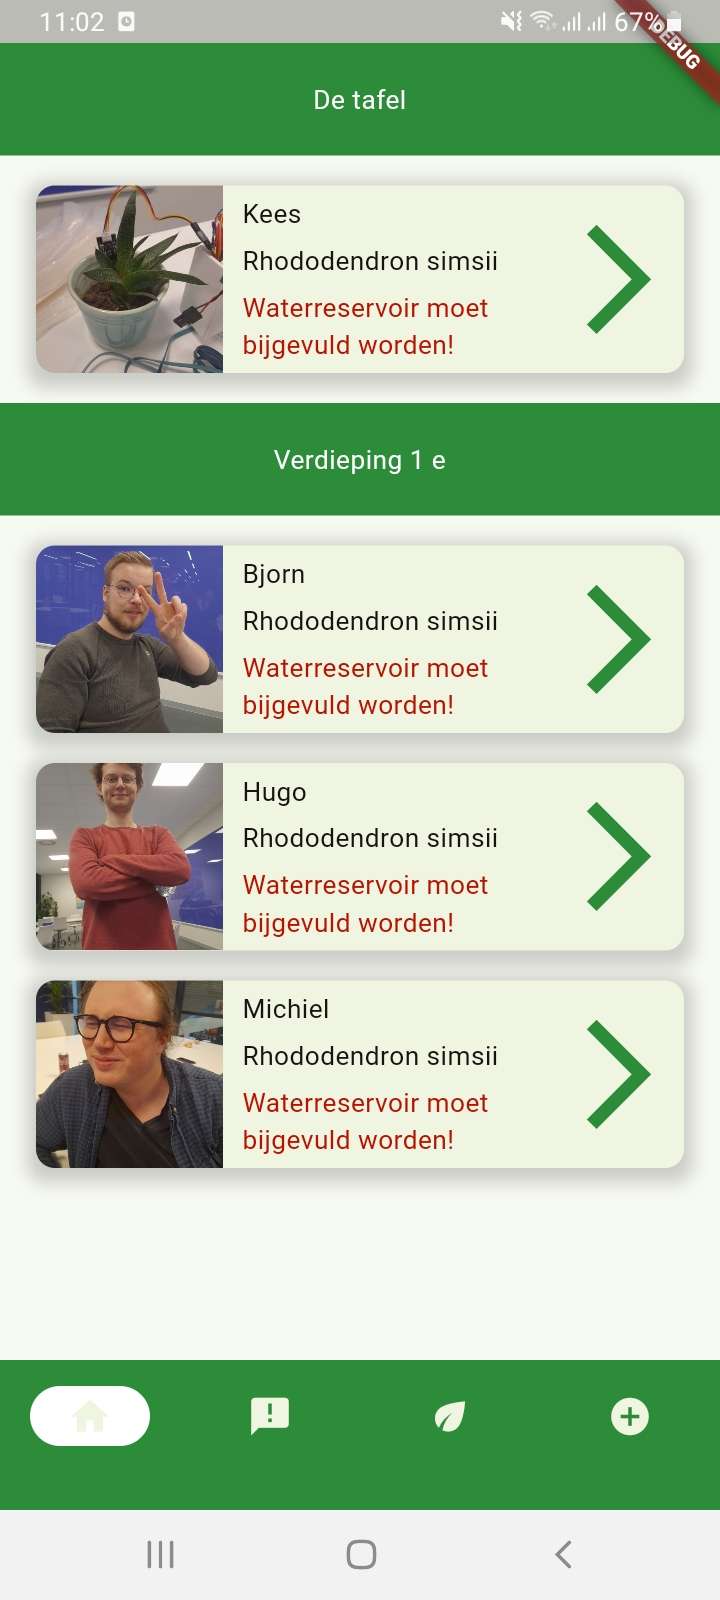 11:02
67%
DEBUG
De tafel
Kees
Rhododendron simsii
Waterreservoir moet
bijgevuld worden!
Verdieping 1 e
Bjorn
Rhododendron simsii
Waterreservoir moet
bijgevuld worden!
Hugo
Rhododendron simsii
Waterreservoir moet
bijgevuld worden!
Michiel
Rhododendron simsii
Waterreservoir moet
bijgevuld worden!